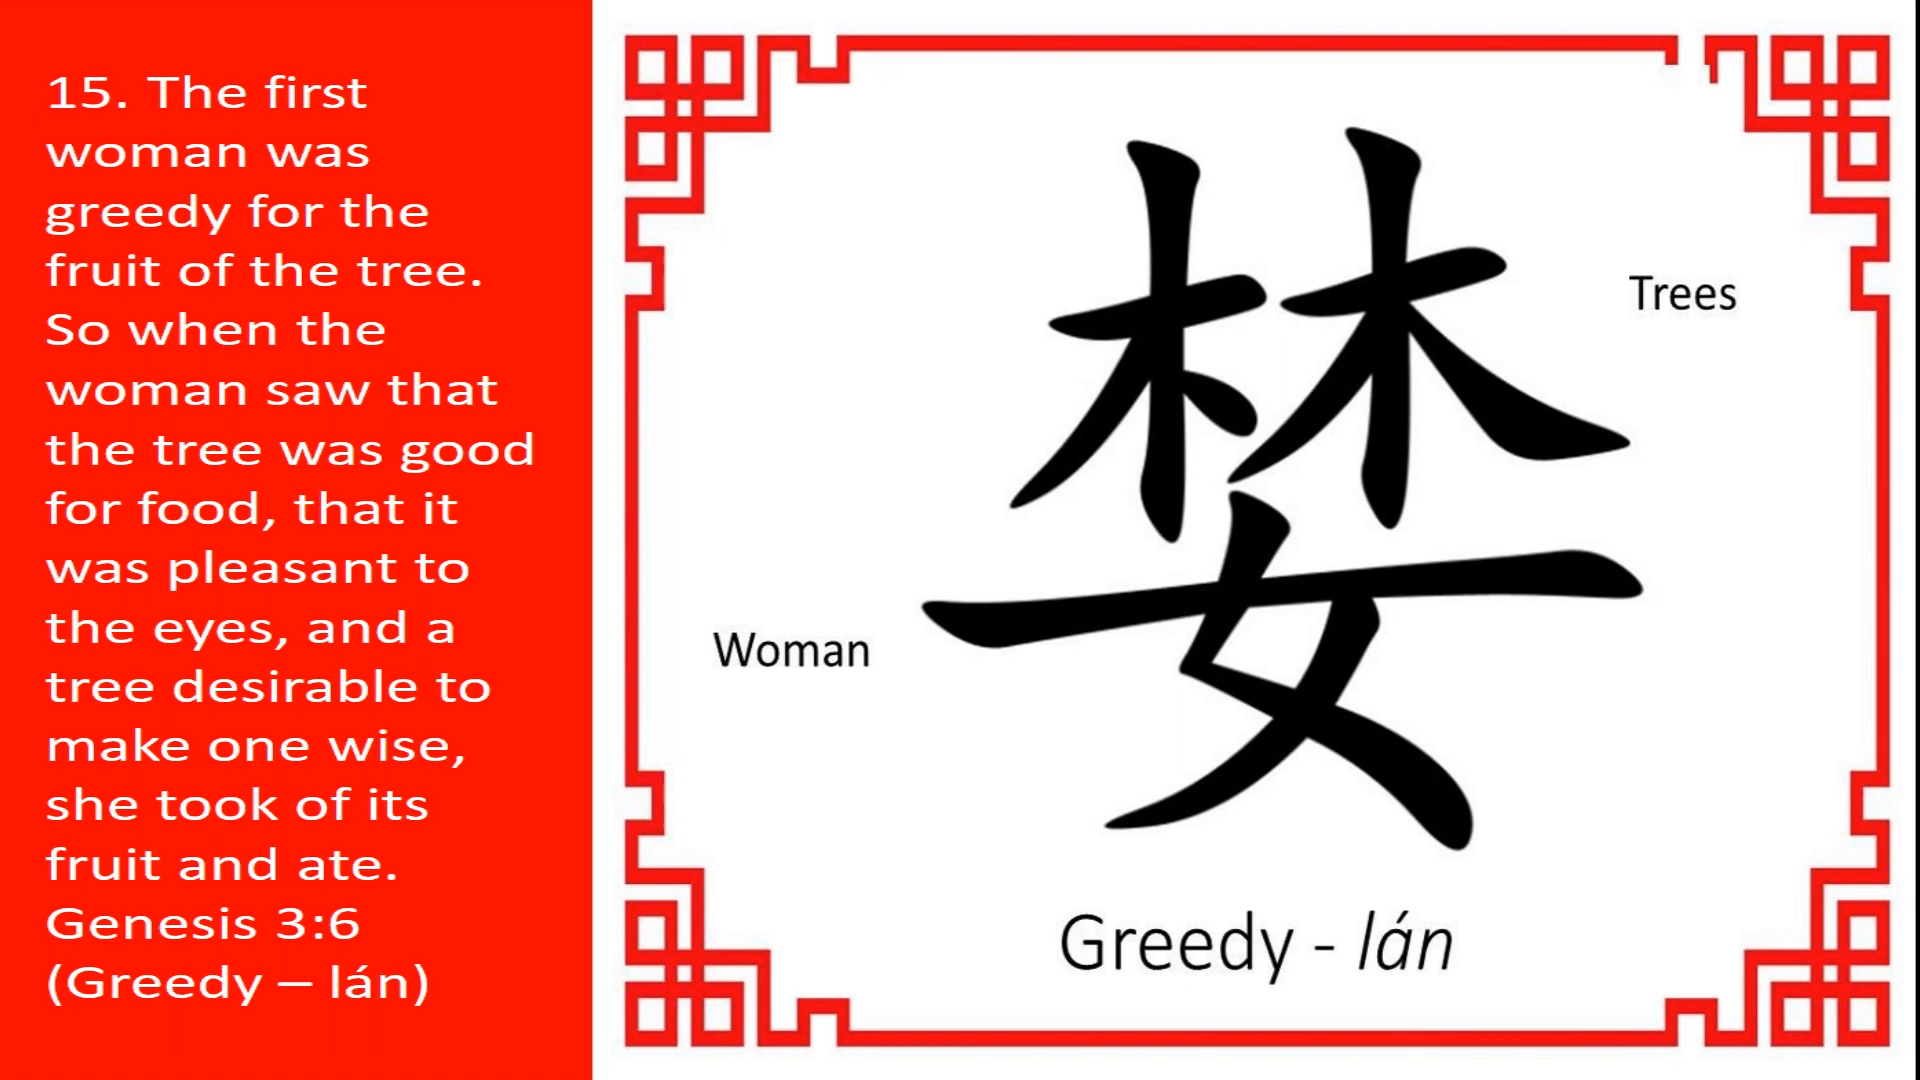 15. The first
woman was
greedy for the
fruit of the tree.
So when the
woman saw that
the tree was good
for food, that it
was pleasant to
the eyes, and a
tree desirable to
make one wise,
she took of its
fruit and ate.
Genesis 3:6
(Greedy – lán)
Trees
婪
Woman
Greedy - lán